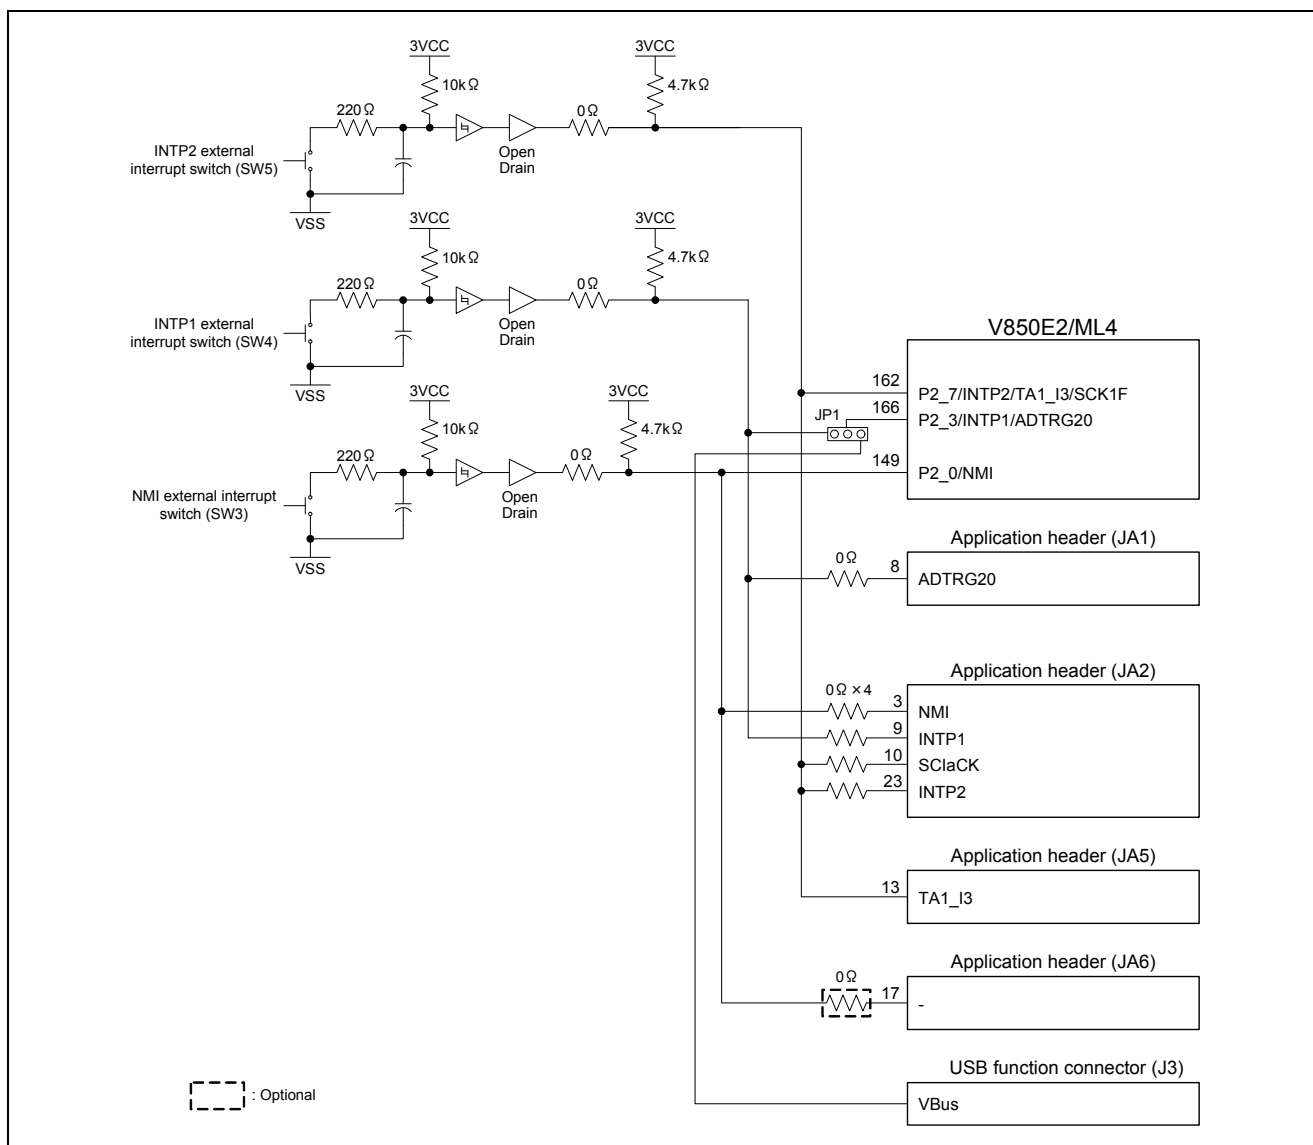 3VCC
3VCC
10kΩ
4.7kΩ
220Ω
0Ω
INTP2 external
interrupt switch (SW5)
Open
Drain
VSS
3VCC
3VCC
10kΩ
4.7kΩ
220Ω
0Ω
INTP1 external
interrupt switch (SW4)
Open
Drain
VSS
3VCC
3VCC
10kΩ
4.7kΩ
220Ω
0Ω
NMI external interrupt
switch (SW3)
Open
Drain
VSS
V850E2/ML4
162
P2_7/INTP2/TA1_I3/SCK1F
166
P2_3/INTP1/ADTRG20
JP1
149
P2_0/NMI
Application header (JA1)
0Ω
8
ADTRG20
Application header (JA2)
0Ω×4
3
NMI
9
INTP1
10
SCIaCK
23
INTP2
Application header (JA5)
13
TA1_I3
Application header (JA6)
0Ω
17
-
USB function connector (J3)
VBus
: Optional